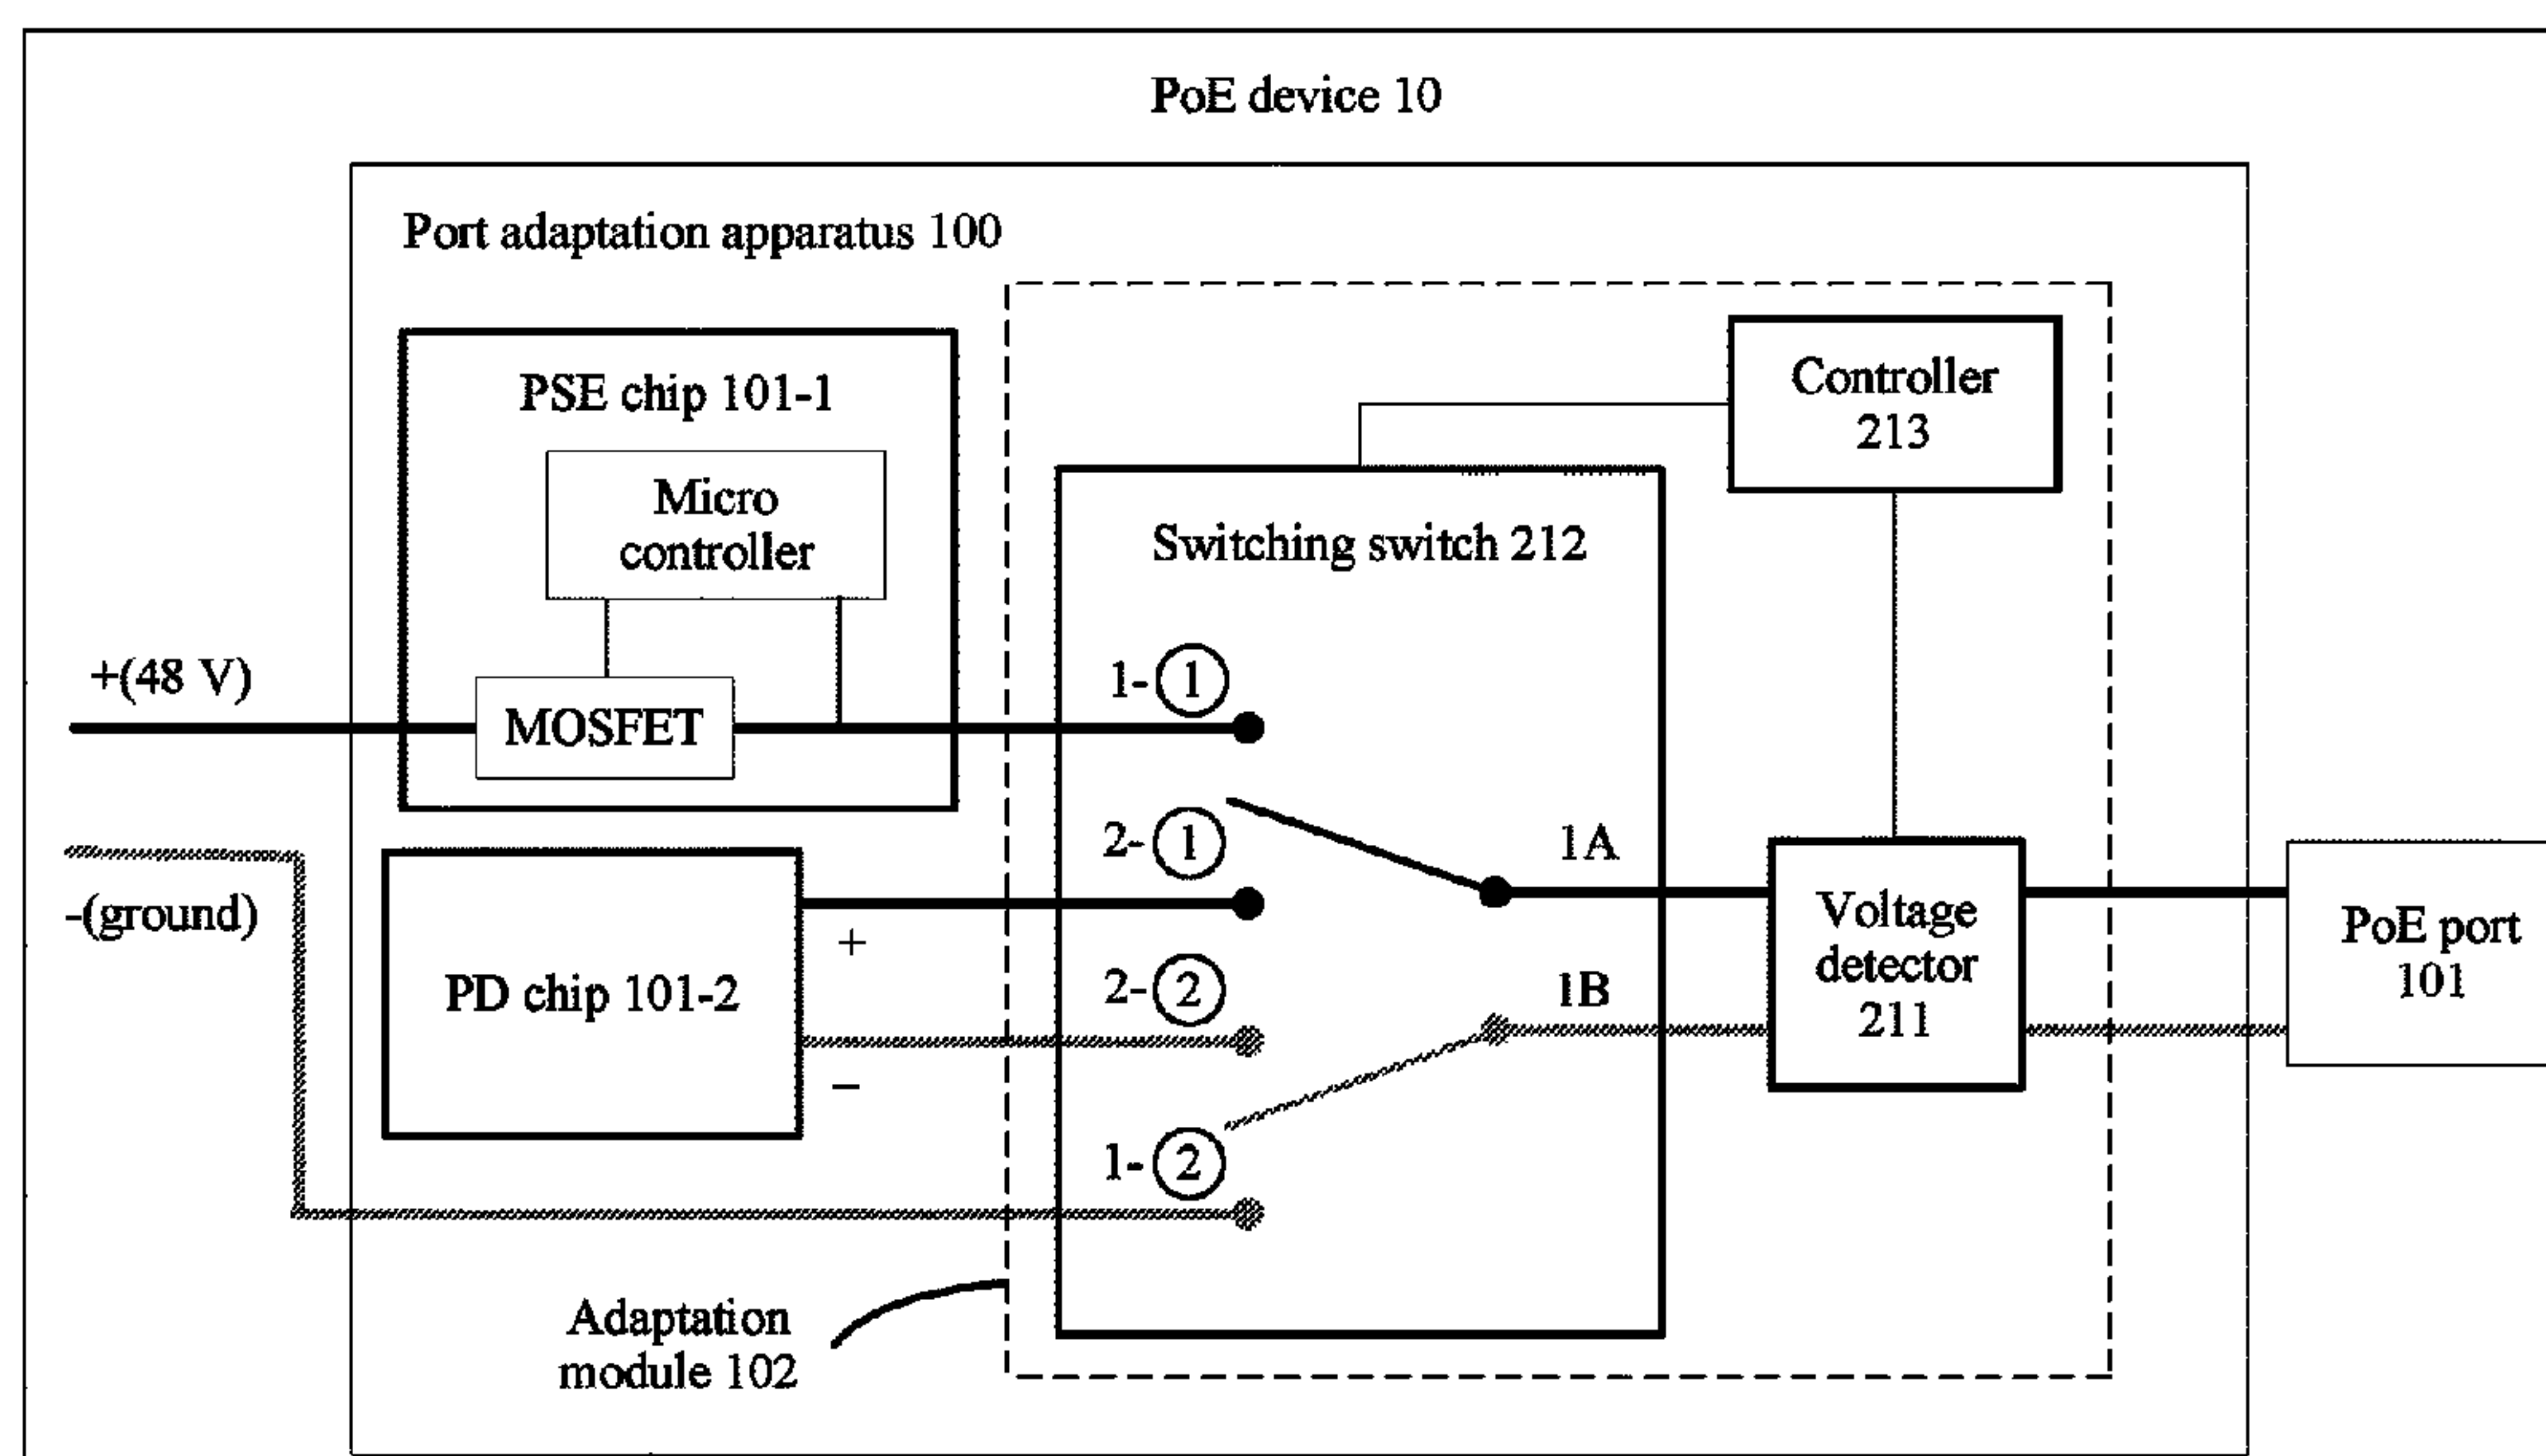 PoE device 10
Port adaptation apparatus 100
PSE chip 101-1
Micro
controller
MOSFET
+(48 V)
-(ground)
PD chip 101-2
+
−
Adaptation
module 102
Switching switch 212
1-①
2-①
2-②
1-②
1A
1B
Controller
213
Voltage
detector
211
PoE port
101